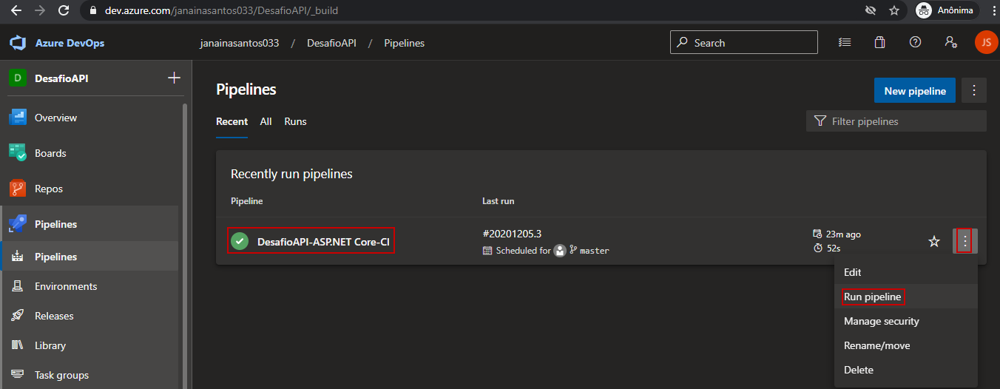 dev.azure.com/janainasantos033/DesafioAPI/_build
Anônima
Azure DevOps
janainasantos033 / DesafioAPI / Pipelines
Search
JS
D DesafioAPI
Overview
Boards
Repos
Pipelines
Pipelines
Environments
Releases
Library
Task groups
Pipelines
New pipeline
Recent All Runs
Filter pipelines
Recently run pipelines
Pipeline Last run
DesafioAPI-ASP.NET Core-CI
#20201205.3
Scheduled for master
23m ago
52s
Edit
Run pipeline
Manage security
Rename/move
Delete